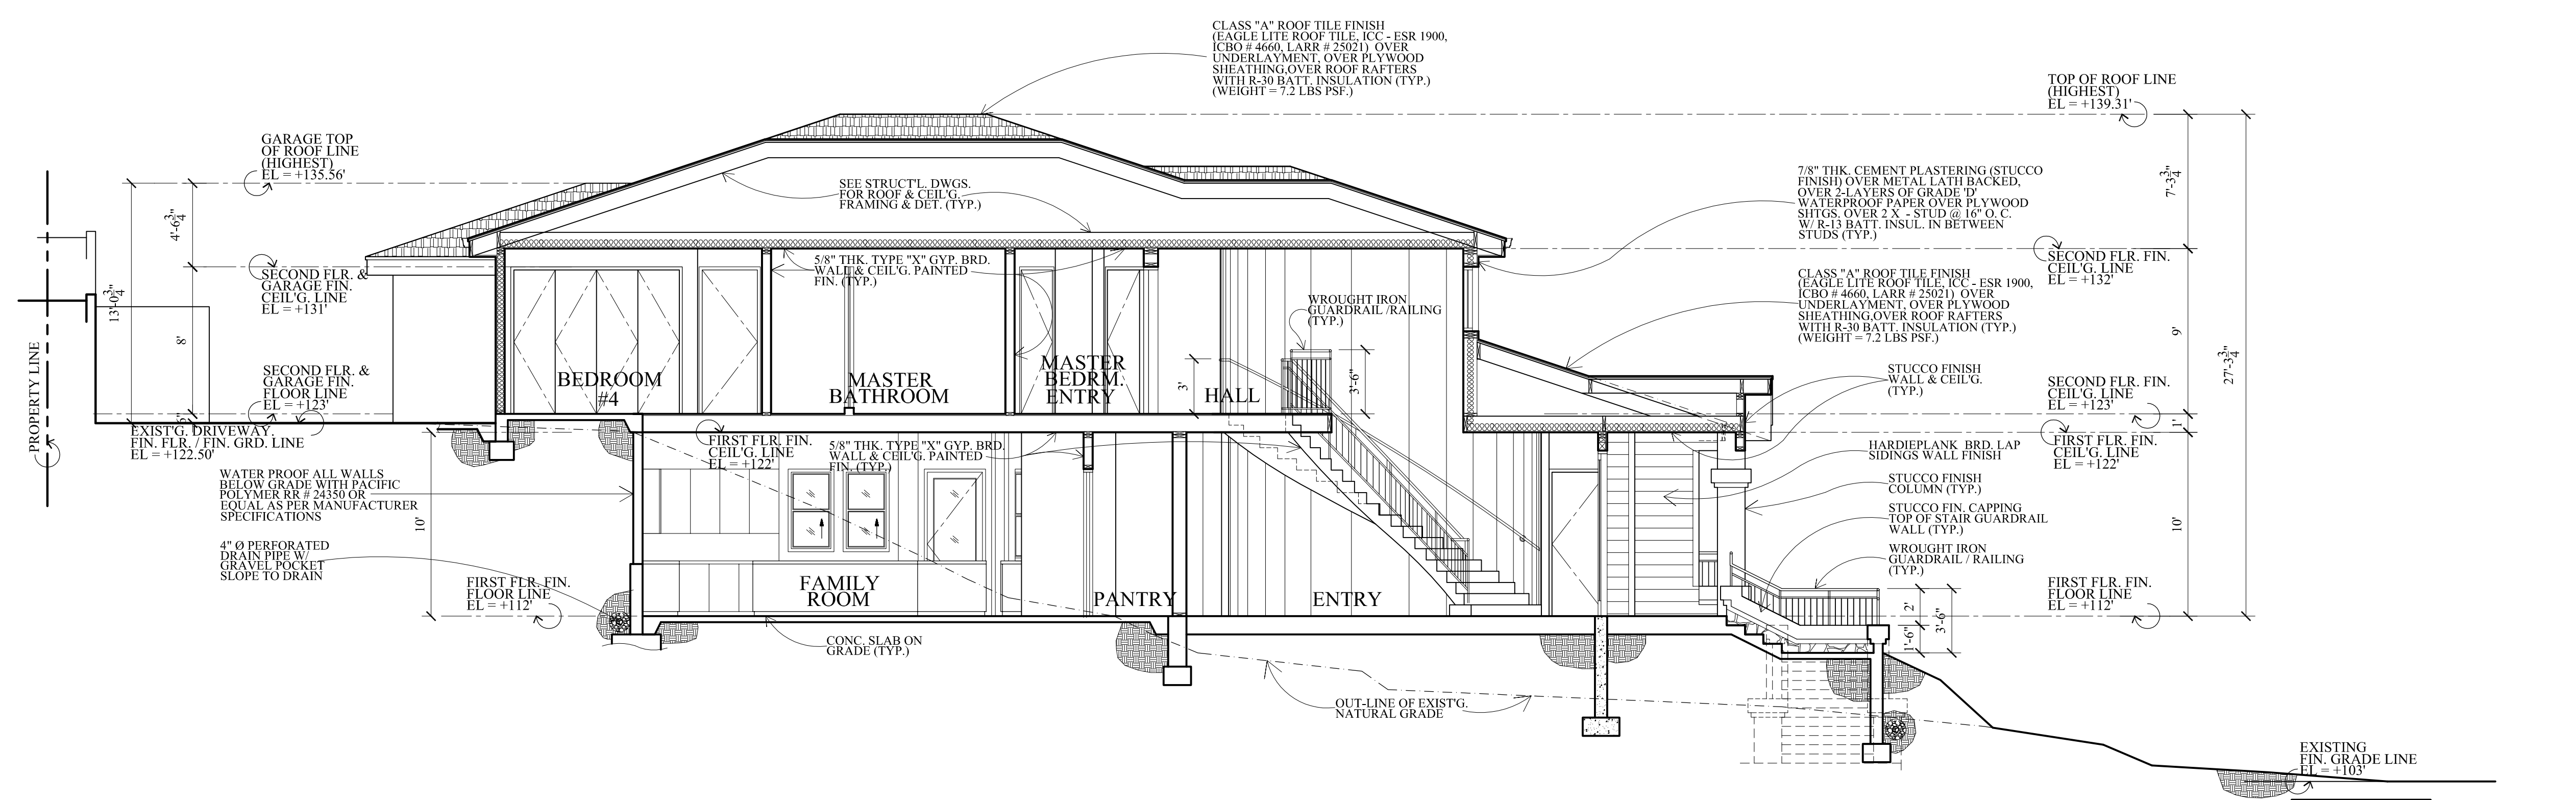 CLASS "A" ROOF TILE FINISH
(EAGLE LITE ROOF TILE, ICC - ESR 1900,
ICBO # 4660, LARR # 25021) OVER
UNDERLAYMENT, OVER PLYWOOD
SHEATHING,OVER ROOF RAFTERS
WITH R-30 BATT. INSULATION (TYP.)
(WEIGHT = 7.2 LBS PSF.)
TOP OF ROOF LINE
(HIGHEST)
EL = +139.31'
GARAGE TOP
OF ROOF LINE
(HIGHEST)
EL = +135.56'
SEE STRUCT'L. DWGS.
FOR ROOF & CEIL'G.
FRAMING & DET. (TYP.)
7/8" THK. CEMENT PLASTERING (STUCCO
FINISH) OVER METAL LATH BACKED,
OVER 2-LAYERS OF GRADE 'D'
WATERPROOF PAPER OVER PLYWOOD
SHTGS. OVER 2 X - STUD @ 16" O. C.
W/ R-13 BATT. INSUL. IN BETWEEN
STUDS (TYP.)
7'-3 3/4"
4'-6 3/4"
SECOND FLR. &
GARAGE FIN.
CEIL'G. LINE
EL = +131'
13'-0 3/4"
8'
5/8" THK. TYPE "X" GYP. BRD.
WALL & CEIL'G. PAINTED
FIN. (TYP.)
SECOND FLR. FIN.
CEIL'G. LINE
EL = +132'
CLASS "A" ROOF TILE FINISH
(EAGLE LITE ROOF TILE, ICC - ESR 1900,
ICBO # 4660, LARR # 25021) OVER
UNDERLAYMENT, OVER PLYWOOD
SHEATHING,OVER ROOF RAFTERS
WITH R-30 BATT. INSULATION (TYP.)
(WEIGHT = 7.2 LBS PSF.)
WROUGHT IRON
GUARDRAIL /RAILING
(TYP.)
9'
27'-3 3/4"
PROPERTY LINE
SECOND FLR. &
GARAGE FIN.
FLOOR LINE
EL = +123'
BEDROOM
#4
MASTER
BATHROOM
MASTER
BEDRM.
ENTRY
HALL
3'
3'-6"
STUCCO FINISH
WALL & CEIL'G.
(TYP.)
SECOND FLR. FIN.
CEIL'G. LINE
EL = +123'
1'
EXIST'G. DRIVEWAY.
FIN. FLR. / FIN. GRD. LINE
EL = +122.50'
FIRST FLR. FIN.
CEIL'G. LINE
EL = +122'
5/8" THK. TYPE "X" GYP. BRD.
WALL & CEIL'G. PAINTED
FIN. (TYP.)
HARDIEPLANK BRD. LAP
SIDINGS WALL FINISH
FIRST FLR. FIN.
CEIL'G. LINE
EL = +122'
WATER PROOF ALL WALLS
BELOW GRADE WITH PACIFIC
POLYMER RR # 24350 OR
EQUAL AS PER MANUFACTURER
SPECIFICATIONS
10'
STUCCO FINISH
COLUMN (TYP.)
STUCCO FIN. CAPPING
TOP OF STAIR GUARDRAIL
WALL (TYP.)
10'
4" Ø PERFORATED
DRAIN PIPE W/
GRAVEL POCKET
SLOPE TO DRAIN
WROUGHT IRON
GUARDRAIL / RAILING
(TYP.)
FIRST FLR. FIN.
FLOOR LINE
EL = +112'
FAMILY
ROOM
PANTRY
ENTRY
2'
1'-6"
3'-6"
FIRST FLR. FIN.
FLOOR LINE
EL = +112'
CONC. SLAB ON
GRADE (TYP.)
OUT-LINE OF EXIST'G.
NATURAL GRADE
EXISTING
FIN. GRADE LINE
EL = +103'